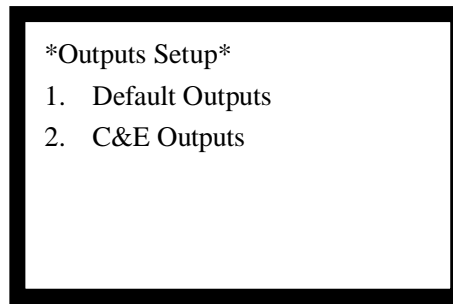 *Outputs Setup*
1. Default Outputs
2. C&E Outputs